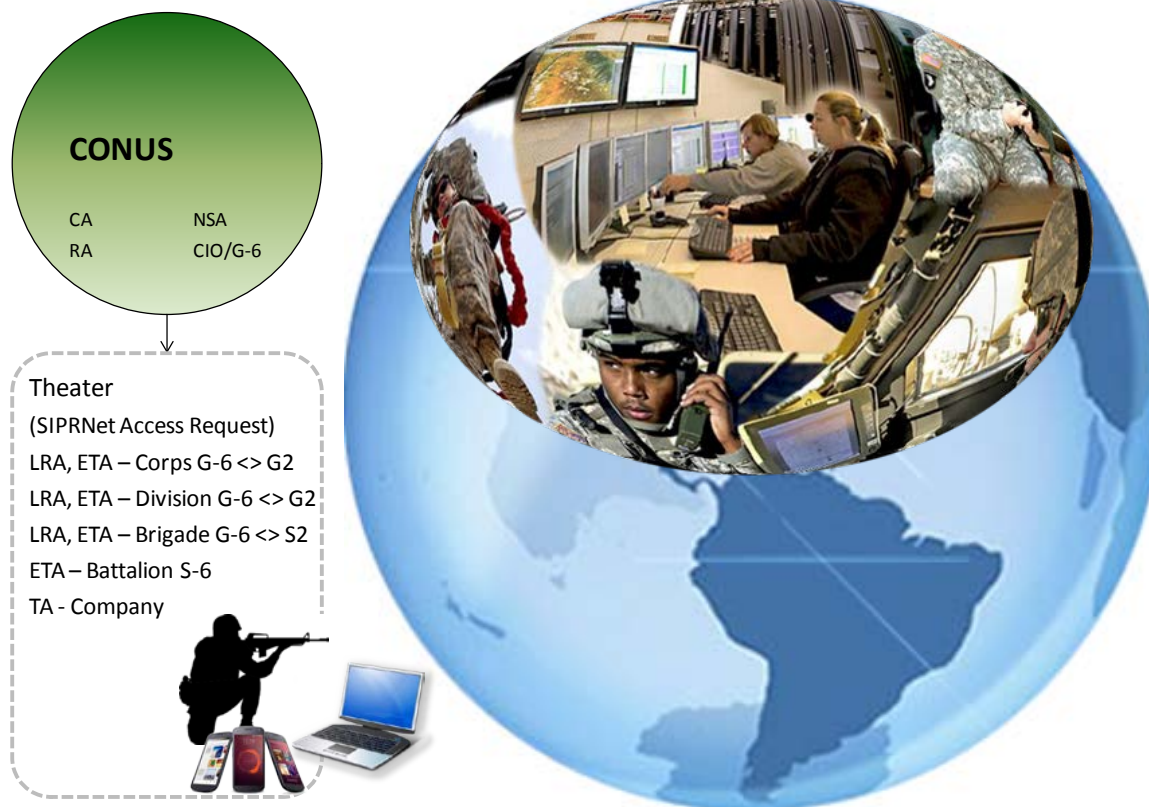 CONUS
CA NSA
RA CIO/G-6
Theater
(SIPRNet Access Request)
LRA, ETA – Corps G-6 <> G2
LRA, ETA – Division G-6 <> G2
LRA, ETA – Brigade G-6 <> S2
ETA – Battalion S-6
TA - Company